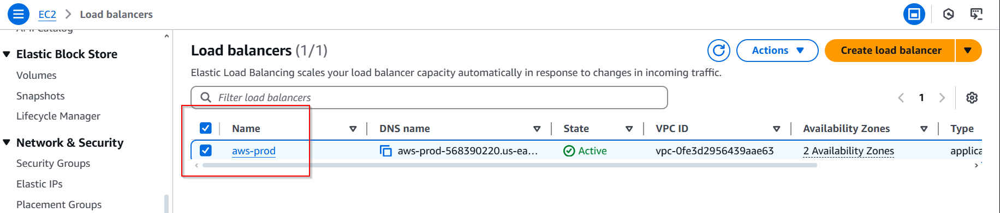 EC2 > Load balancers
Elastic Block Store
Volumes
Snapshots
Lifecycle Manager
Network & Security
Security Groups
Elastic IPs
Placement Groups
Load balancers (1/1)
Actions
Create load balancer
Elastic Load Balancing scales your load balancer capacity automatically in response to changes in incoming traffic.
Filter load balancers
1
Name DNS name State VPC ID Availability Zones Type
aws-prod aws-prod-568390220.us-ea... Active vpc-0fe3d2956439aae63 2 Availability Zones applica